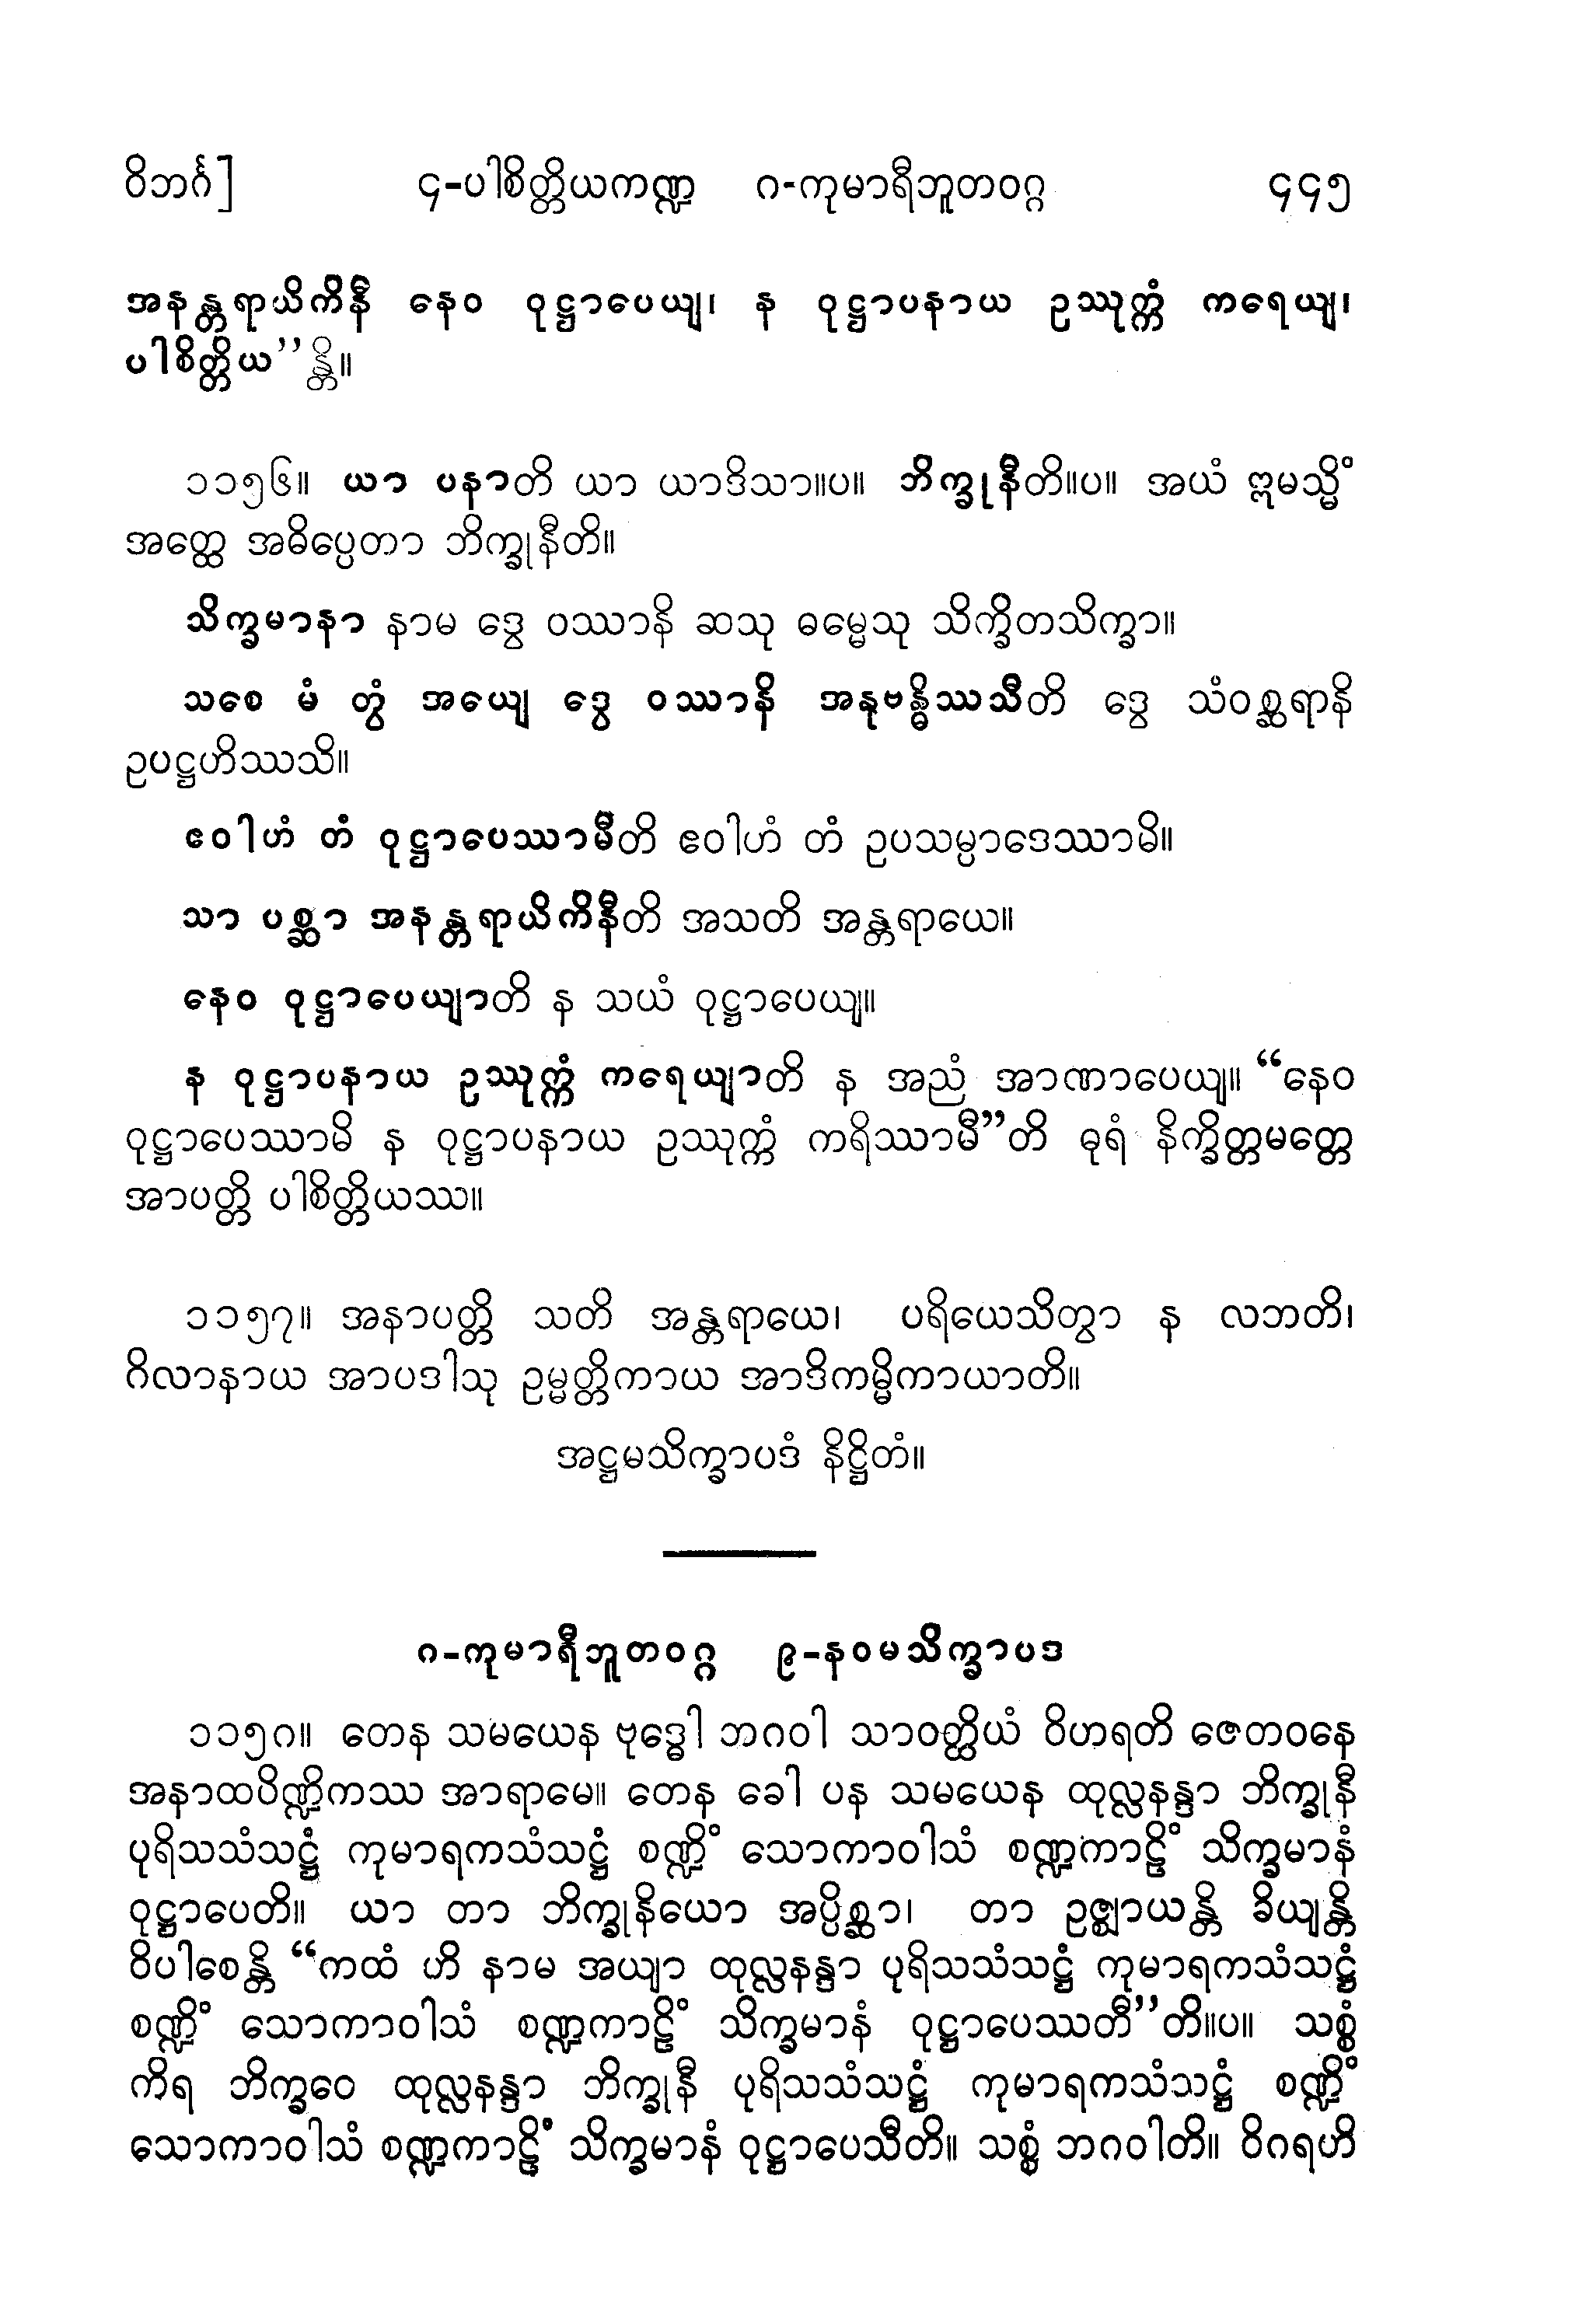 ဝိဘင်္ဂ] ၄-ပါစိတ္တိယကဏ္ဍ ဂ-ကုမာရီဘူတဝဂ္ဂ ၄၄၅
အနန္တရာယိကိနီ နေဝ ဝုဋ္ဌာပေယျ၊ န ဝုဋ္ဌာပနာယ ဥဿုက္ကံ ကရေယျ၊
ပါစိတ္တိယ”န္တိ။
၁၁၅၆။ ယာ ပနာတိ ယာ ယာဒိသာ။ပ။ ဘိက္ခုနီတိ။ပ။ အယံ ဣမသ္မိံ
အတ္ထေ အဓိပ္ပေတာ ဘိက္ခုနီတိ။
သိက္ခမာနာ နာမ ဒွေ ဝဿာနိ ဆသု ဓမ္မေသု သိက္ခိတသိက္ခာ။
သစေ မံ တွံ အယျေ ဒွေ ဝဿာနိ အနုဗန္ဓိဿသီတိ ဒွေ သံဝစ္ဆရာနိ
ဥပဋ္ဌဟိဿသိ။
ဧဝါဟံ တံ ဝုဋ္ဌာပေဿာမီတိ ဧဝါဟံ တံ ဥပသမ္ပာဒေဿာမိ။
သာ ပစ္ဆာ အနန္တရာယိကိနီတိ အသတိ အန္တရာယေ။
နေဝ ဝုဋ္ဌာပေယျာတိ န သယံ ဝုဋ္ဌာပေယျ။
န ဝုဋ္ဌာပနာယ ဥဿုက္ကံ ကရေယျာတိ န အညံ အာဏာပေယျ။ “နေဝ
ဝုဋ္ဌာပေဿာမိ န ဝုဋ္ဌာပနာယ ဥဿုက္ကံ ကရိဿာမီ”တိ ဓုရံ နိက္ခိတ္တမတ္တေ
အာပတ္တိ ပါစိတ္တိယဿ။
၁၁၅၇။ အနာပတ္တိ သတိ အန္တရာယေ၊ ပရိယေသိတွာ န လဘတိ၊
ဂိလာနာယ အာပဒါသု ဥမ္မတ္တိကာယ အာဒိကမ္မိကာယာတိ။
အဋ္ဌမသိက္ခာပဒံ နိဋ္ဌိတံ။
ဂ-ကုမာရီဘူတဝဂ္ဂ ၉-နဝမသိက္ခာပဒ
၁၁၅၈။ တေန သမယေန ဗုဒ္ဓေါ ဘဂဝါ သာဝတ္ထိယံ ဝိဟရတိ ဇေတဝနေ
အနာထပိဏ္ဍိကဿ အာရာမေ။ တေန ခေါ ပန သမယေန ထုလ္လနန္ဒာ ဘိက္ခုနီ
ပုရိသသံသဋ္ဌံ ကုမာရကသံသဋ္ဌံ စဏ္ဍိံ သောကာဝါသံ စဏ္ဍကာဠိံ သိက္ခမာနံ
ဝုဋ္ဌာပေတိ။ ယာ တာ ဘိက္ခုနိယော အပ္ပိစ္ဆာ၊ တာ ဥဇ္ဈာယန္တိ ခိယျန္တိ
ဝိပါစေန္တိ “ကထံ ဟိ နာမ အယျာ ထုလ္လနန္ဒာ ပုရိသသံသဋ္ဌံ ကုမာရကသံသဋ္ဌံ
စဏ္ဍိံ သောကာဝါသံ စဏ္ဍကာဠိံ သိက္ခမာနံ ဝုဋ္ဌာပေဿတီ”တိ။ပ။ သစ္စံ
ကိရ ဘိက္ခဝေ ထုလ္လနန္ဒာ ဘိက္ခုနီ ပုရိသသံသဋ္ဌံ ကုမာရကသံသဋ္ဌံ စဏ္ဍိံ
သောကာဝါသံ စဏ္ဍကာဠိံ သိက္ခမာနံ ဝုဋ္ဌာပေသီတိ။ သစ္စံ ဘဂဝါတိ။ ဝိဂရဟိ